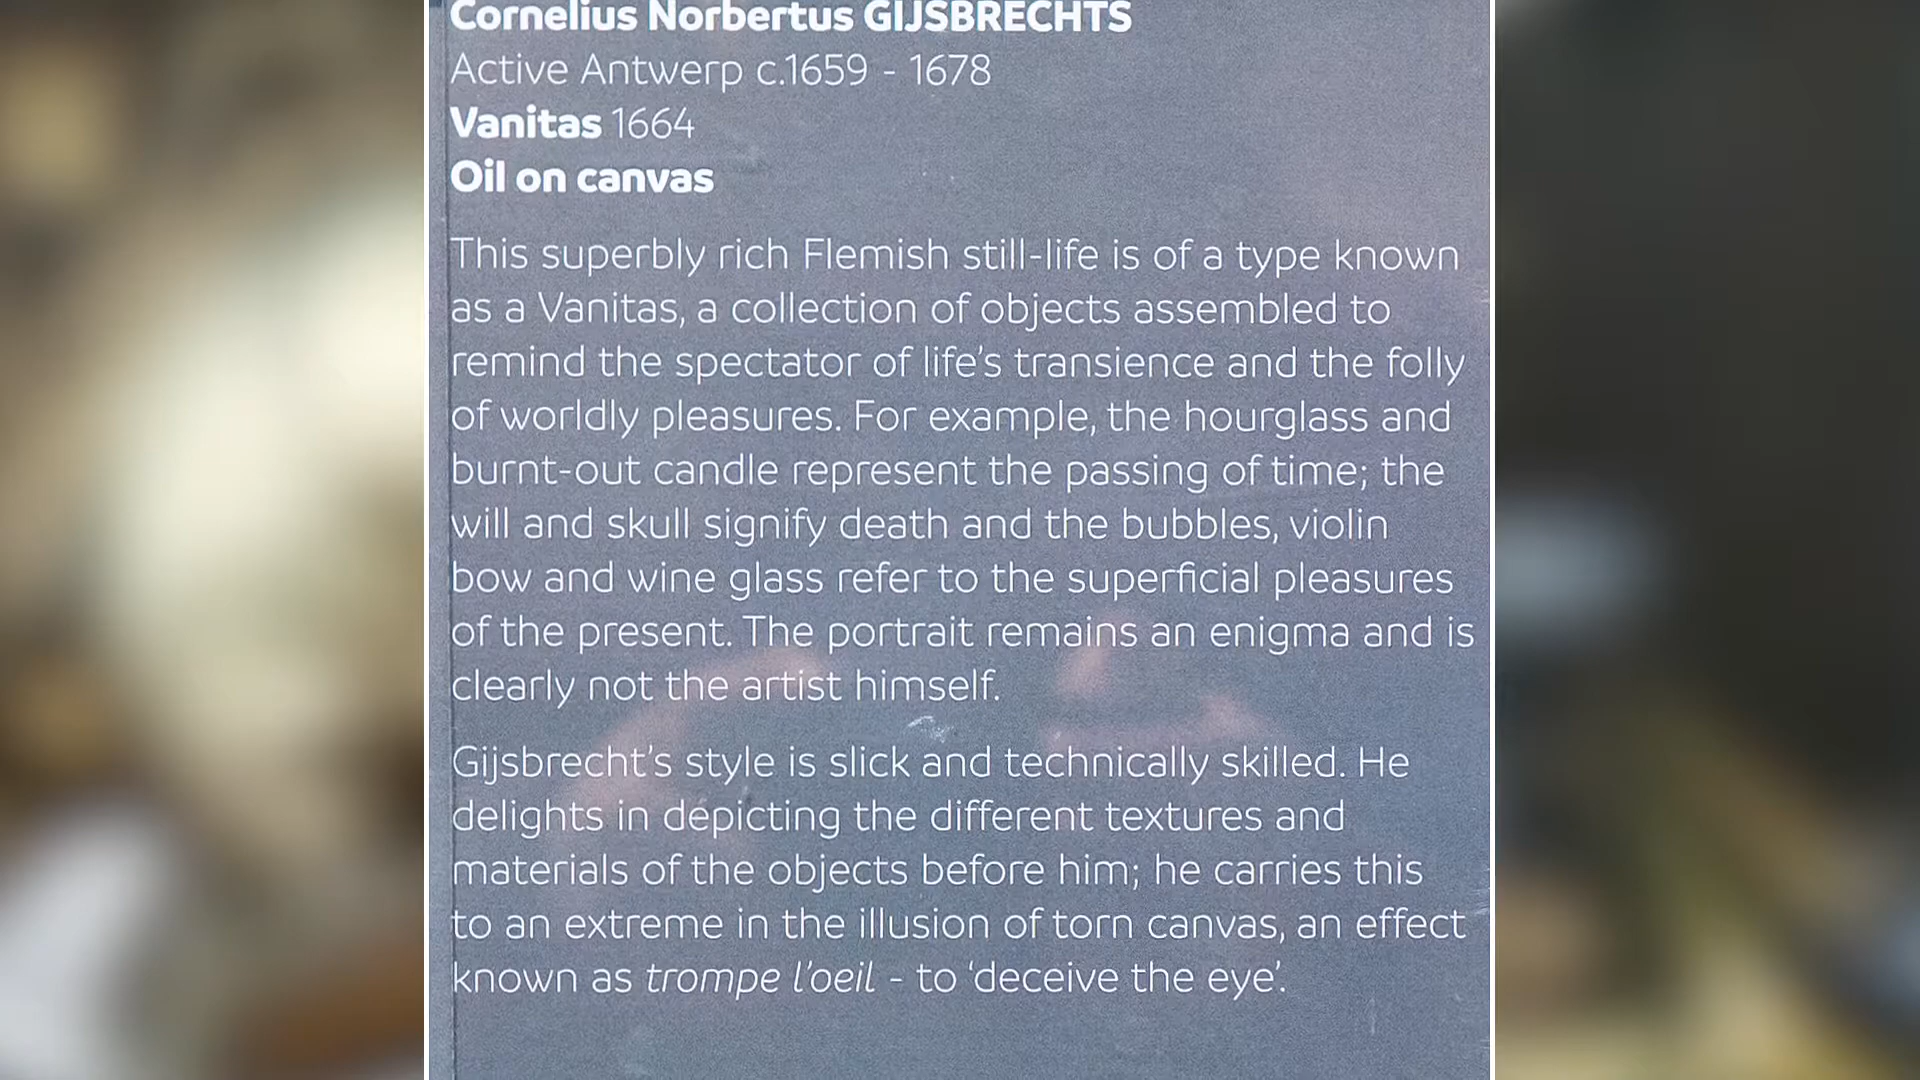 Cornelius Norbertus GIJSBRECHTS
Active Antwerp c.1659 - 1678
Vanitas 1664
Oil on canvas
This superbly rich Flemish still-life is of a type known
as a Vanitas, a collection of objects assembled to
remind the spectator of life's transience and the folly
of worldly pleasures. For example, the hourglass and
burnt-out candle represent the passing of time; the
will and skull signify death and the bubbles, violin
bow and wine glass refer to the superficial pleasures
of the present. The portrait remains an enigma and is
clearly not the artist himself.
Gijsbrecht's style is slick and technically skilled. He
delights in depicting the different textures and
materials of the objects before him; he carries this
to an extreme in the illusion of torn canvas, an effect
known as trompe l'oeil - to 'deceive the eye'.